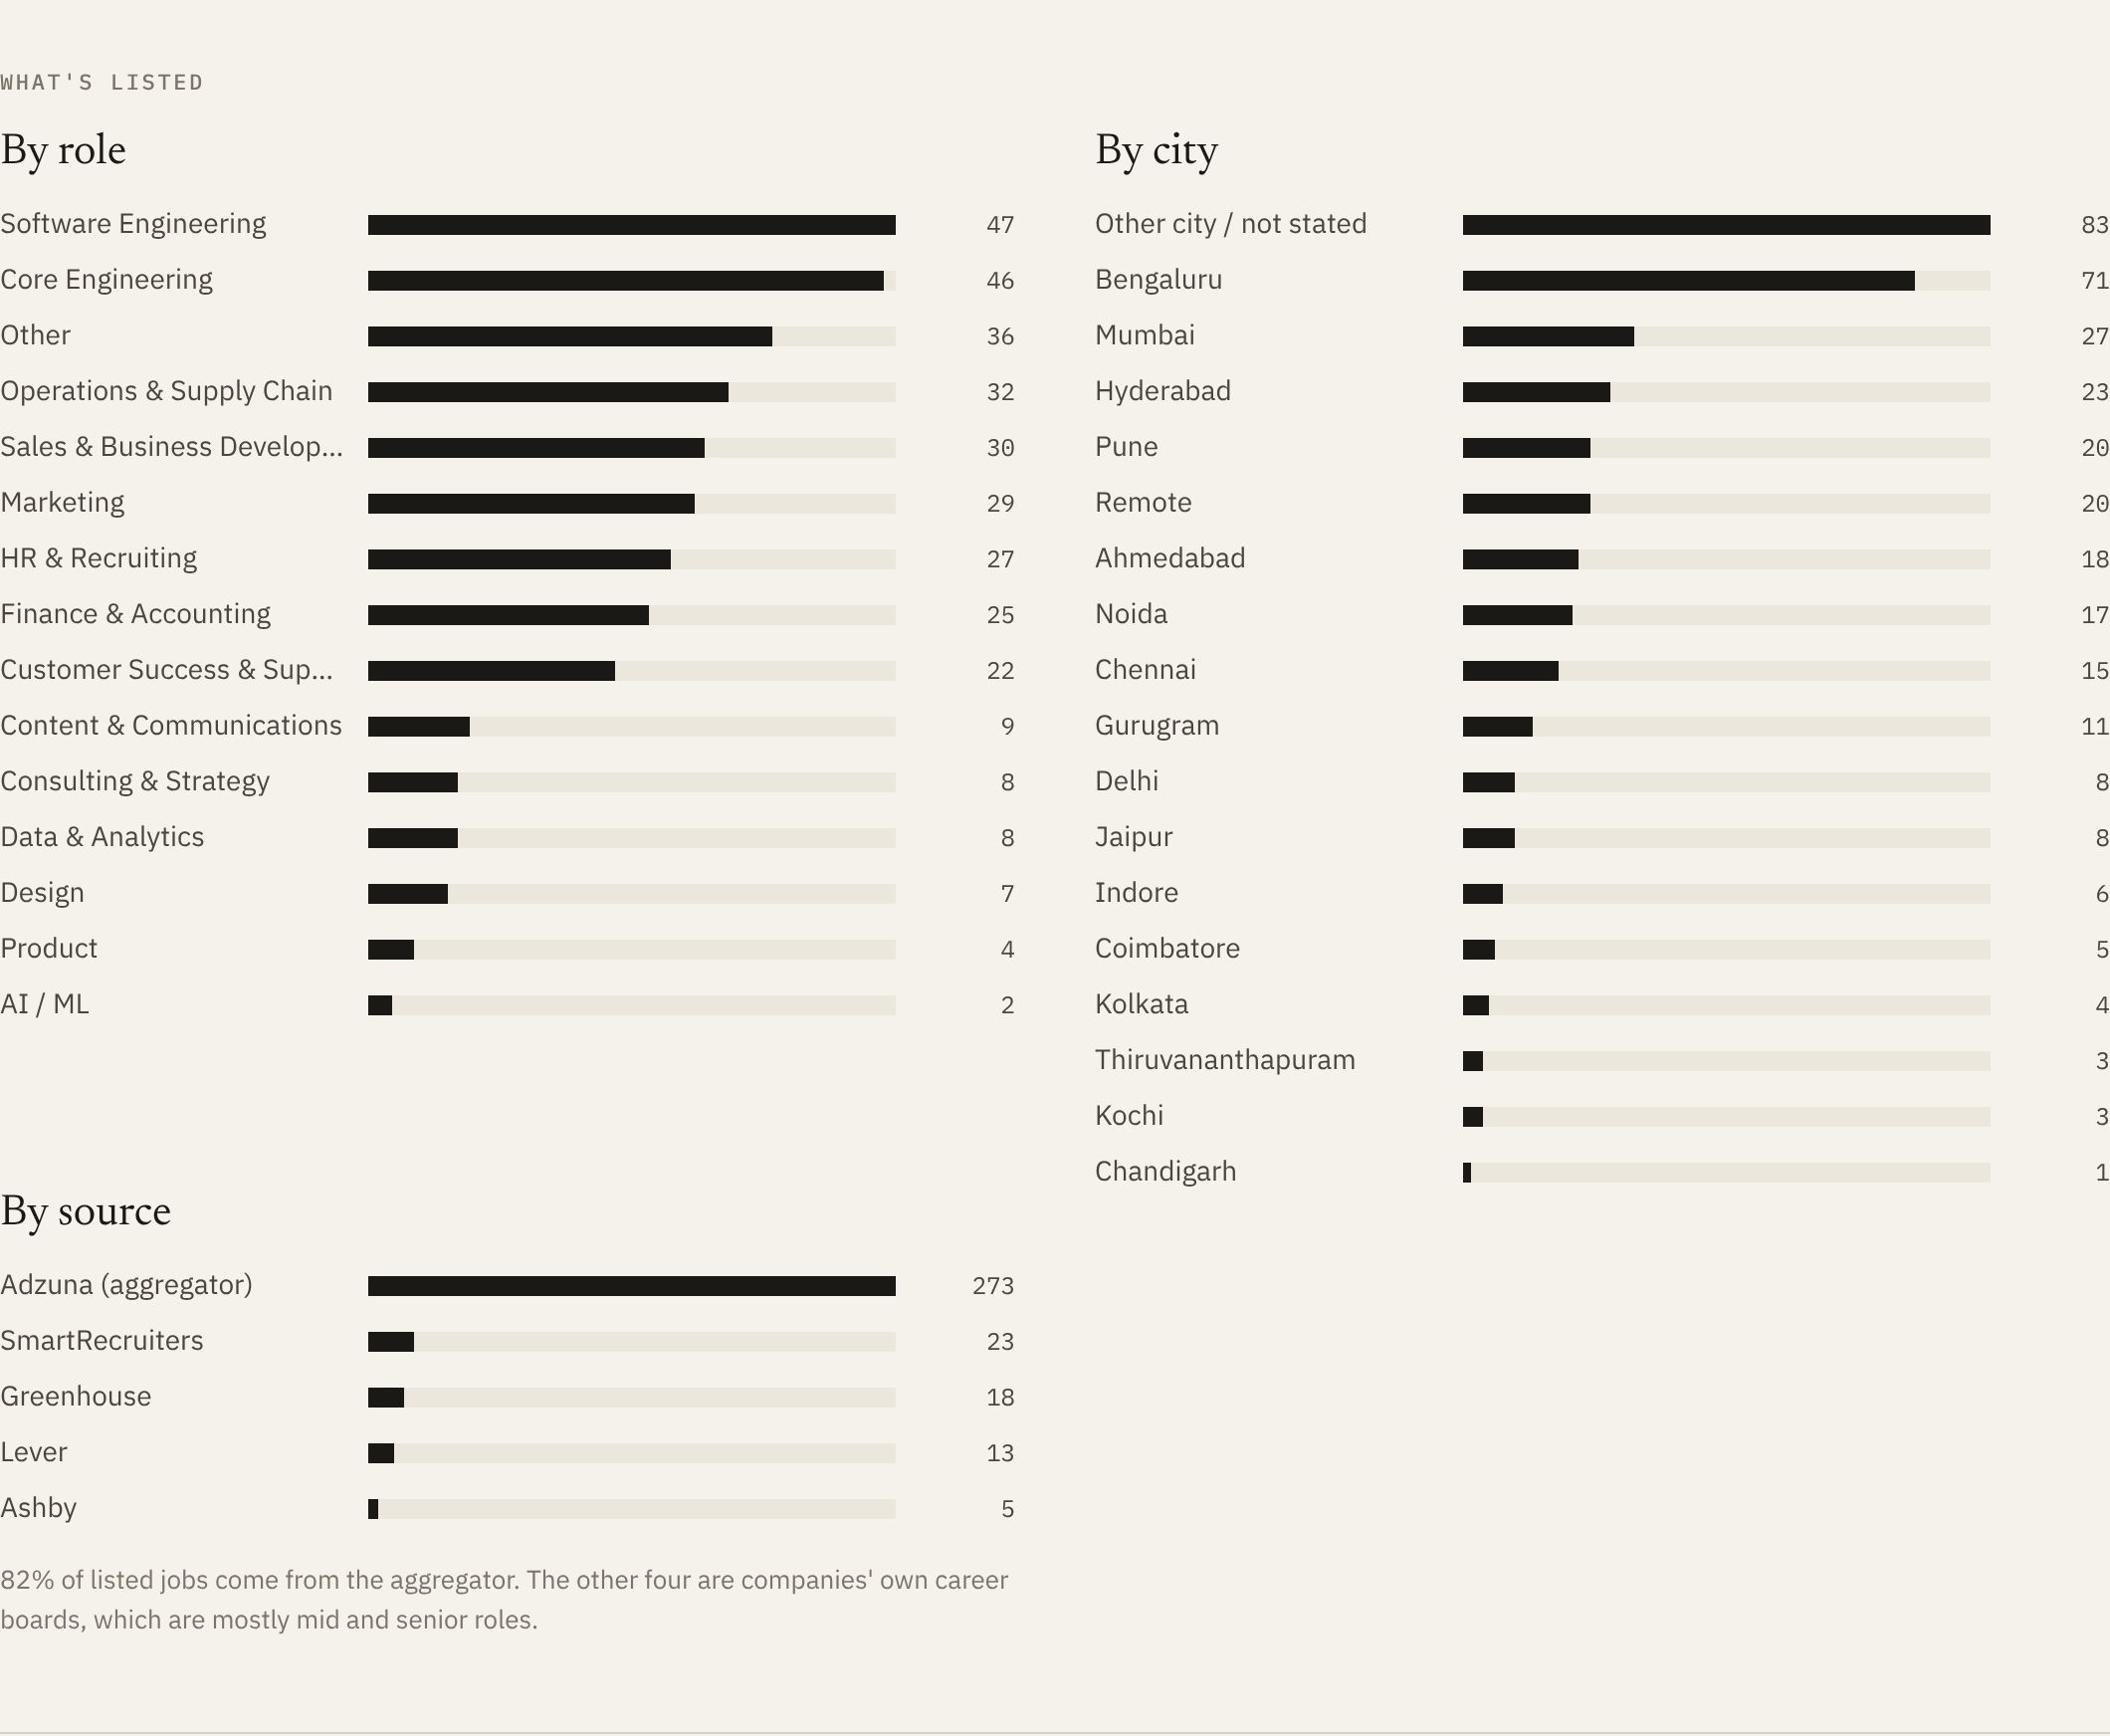 WHAT'S LISTED
By role
Software Engineering 47
Core Engineering 46
Other 36
Operations & Supply Chain 32
Sales & Business Develop... 30
Marketing 29
HR & Recruiting 27
Finance & Accounting 25
Customer Success & Sup... 22
Content & Communications 9
Consulting & Strategy 8
Data & Analytics 8
Design 7
Product 4
AI / ML 2
By city
Other city / not stated 83
Bengaluru 71
Mumbai 27
Hyderabad 23
Pune 20
Remote 20
Ahmedabad 18
Noida 17
Chennai 15
Gurugram 11
Delhi 8
Jaipur 8
Indore 6
Coimbatore 5
Kolkata 4
Thiruvananthapuram 3
Kochi 3
Chandigarh 1
By source
Adzuna (aggregator) 273
SmartRecruiters 23
Greenhouse 18
Lever 13
Ashby 5
82% of listed jobs come from the aggregator. The other four are companies' own career
boards, which are mostly mid and senior roles.